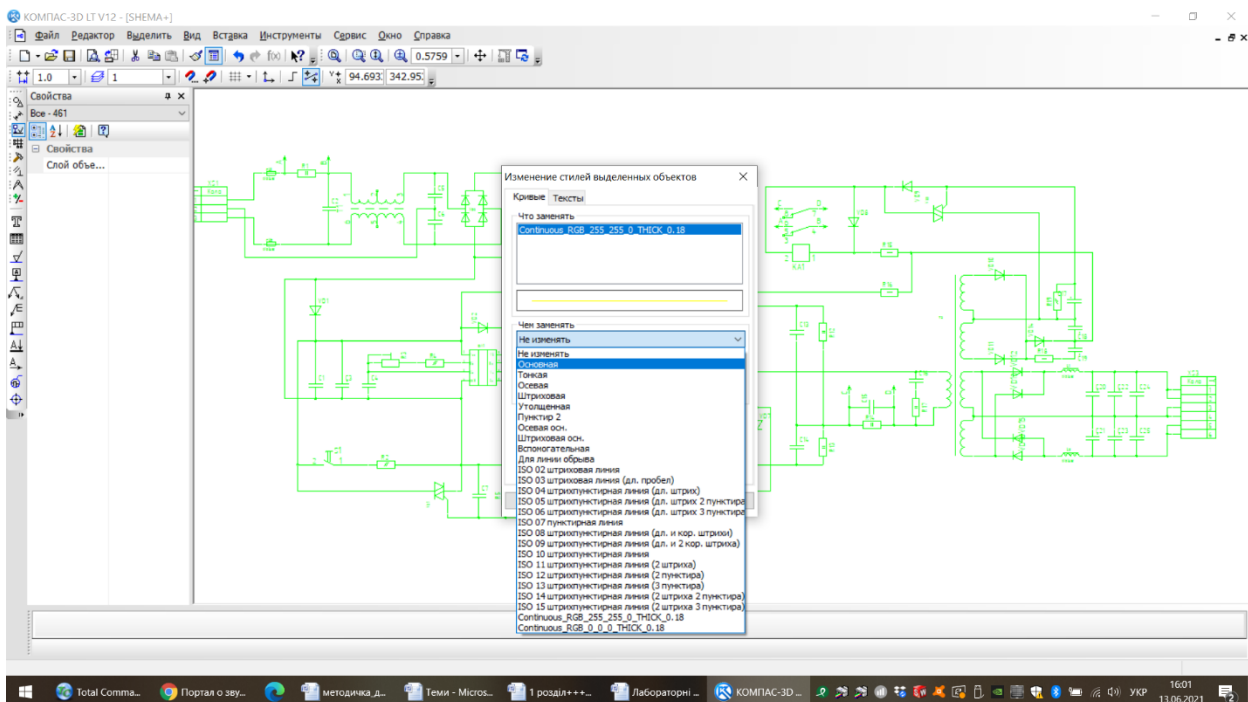 КОМПАС-3D LT V12 - [SHEMA+]
Файл Редактор Выделить Вид Вставка Инструменты Сервис Окно Справка
0.5759
1.0 1 94.693 342.95
Свойства
Все - 461
Свойства
Слой объе...
Изменение стилей выделенных объектов
Кривые Тексты
Что заменять
Continuous_RGB_255_255_0_THICK_0.18
Чем заменять
Не изменять
Не изменять
Основная
Тонкая
Осевая
Штриховая
Утолщенная
Пунктир 2
Осевая осн.
Штриховая осн.
Вспомогательная
Для линии обрыва
ISO 02 штриховая линия
ISO 03 штриховая линия (дл. пробел)
ISO 04 штрихпунктирная линия (дл. штрих)
ISO 05 штрихпунктирная линия (дл. штрих 2 пунктира
ISO 06 штрихпунктирная линия (дл. штрих 3 пунктира
ISO 07 пунктирная линия
ISO 08 штрихпунктирная линия (дл. и кор. штрихи)
ISO 09 штрихпунктирная линия (дл. и 2 кор. штриха)
ISO 10 штрихпунктирная линия
ISO 11 штрихпунктирная линия (2 штриха)
ISO 12 штрихпунктирная линия (2 пунктира)
ISO 13 штрихпунктирная линия (3 пунктира)
ISO 14 штрихпунктирная линия (2 штриха 2 пунктира)
ISO 15 штрихпунктирная линия (2 штриха 3 пунктира)
Continuous_RGB_255_255_0_THICK_0.18
Continuous_RGB_0_0_0_THICK_0.18
Total Comma...
Портал о зву...
методичка_д...
Теми - Micros...
1 розділ+++...
Лабораторні ...
КОМПАС-3D ...
УКР
16:01
13.06.2021